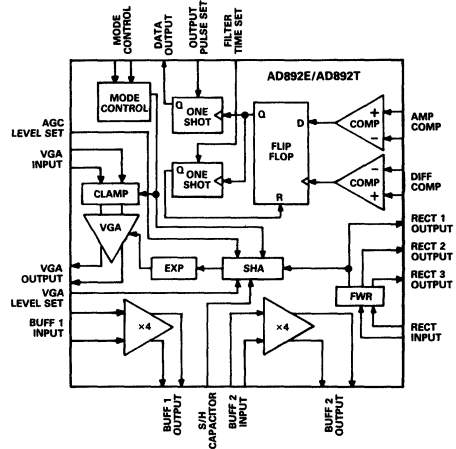 MODE
CONTROL
DATA
OUTPUT
OUTPUT
PULSE SET
FILTER
TIME SET
AD892E/AD892T
MODE
CONTROL
Q ONE
SHOT
Q
D
FLIP
FLOP
R
+
COMP
−
AMP
COMP
AGC
LEVEL SET
VGA
INPUT
Q ONE
SHOT
−
COMP
+
DIFF
COMP
CLAMP
VGA
RECT 1
OUTPUT
RECT 2
OUTPUT
RECT 3
OUTPUT
EXP
SHA
FWR
VGA
OUTPUT
VGA
LEVEL SET
BUFF 1
INPUT
×4
×4
RECT
INPUT
BUFF 1
OUTPUT
S/H
CAPACITOR
BUFF 2
INPUT
BUFF 2
OUTPUT